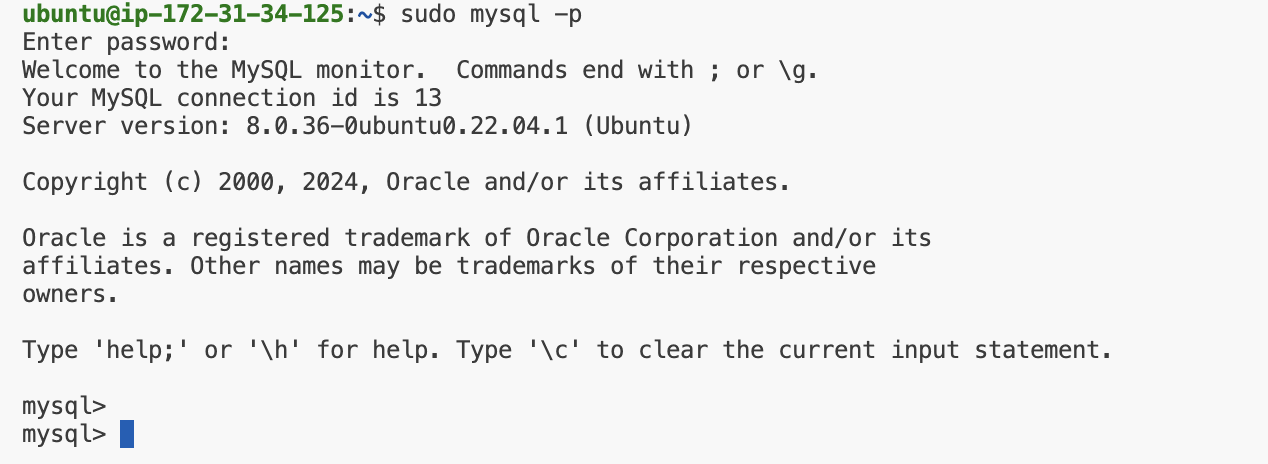 ubuntu@ip-172-31-34-125:~$ sudo mysql -p
Enter password:
Welcome to the MySQL monitor.  Commands end with ; or \g.
Your MySQL connection id is 13
Server version: 8.0.36-0ubuntu0.22.04.1 (Ubuntu)
Copyright (c) 2000, 2024, Oracle and/or its affiliates.
Oracle is a registered trademark of Oracle Corporation and/or its
affiliates. Other names may be trademarks of their respective
owners.
Type 'help;' or '\h' for help. Type '\c' to clear the current input statement.
mysql>
mysql>